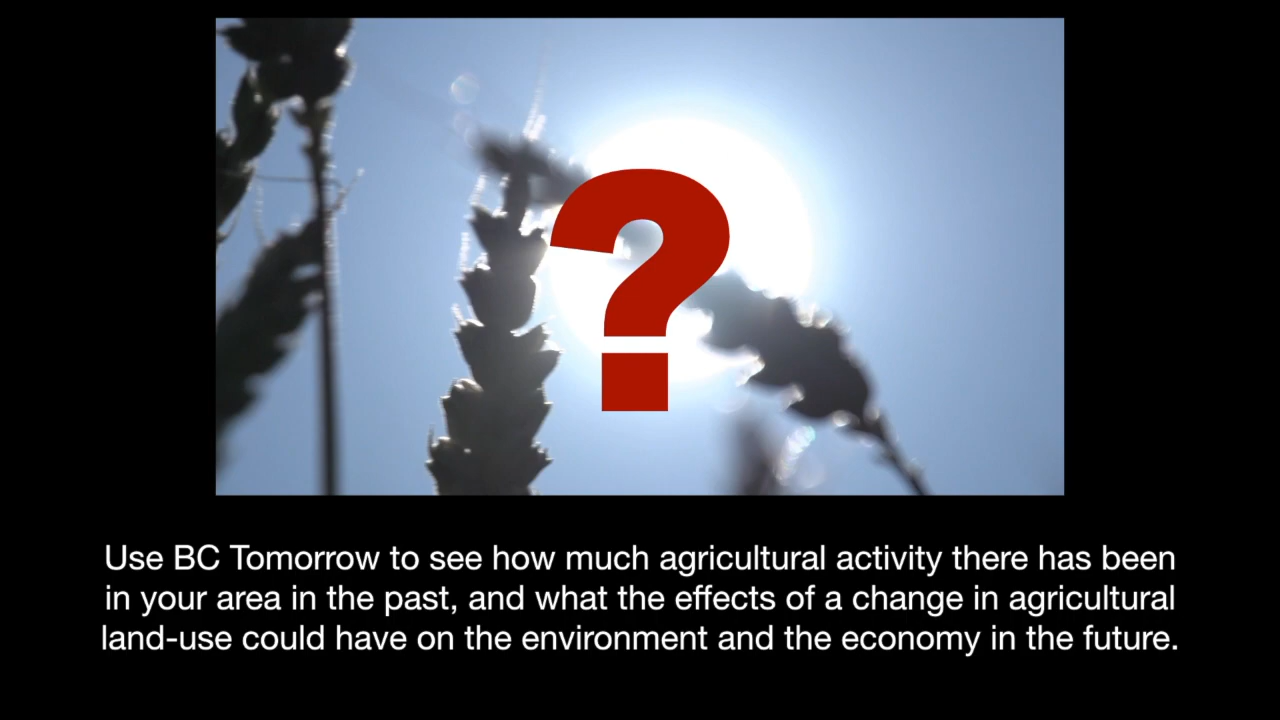 ?
Use BC Tomorrow to see how much agricultural activity there has been
in your area in the past, and what the effects of a change in agricultural
land-use could have on the environment and the economy in the future.